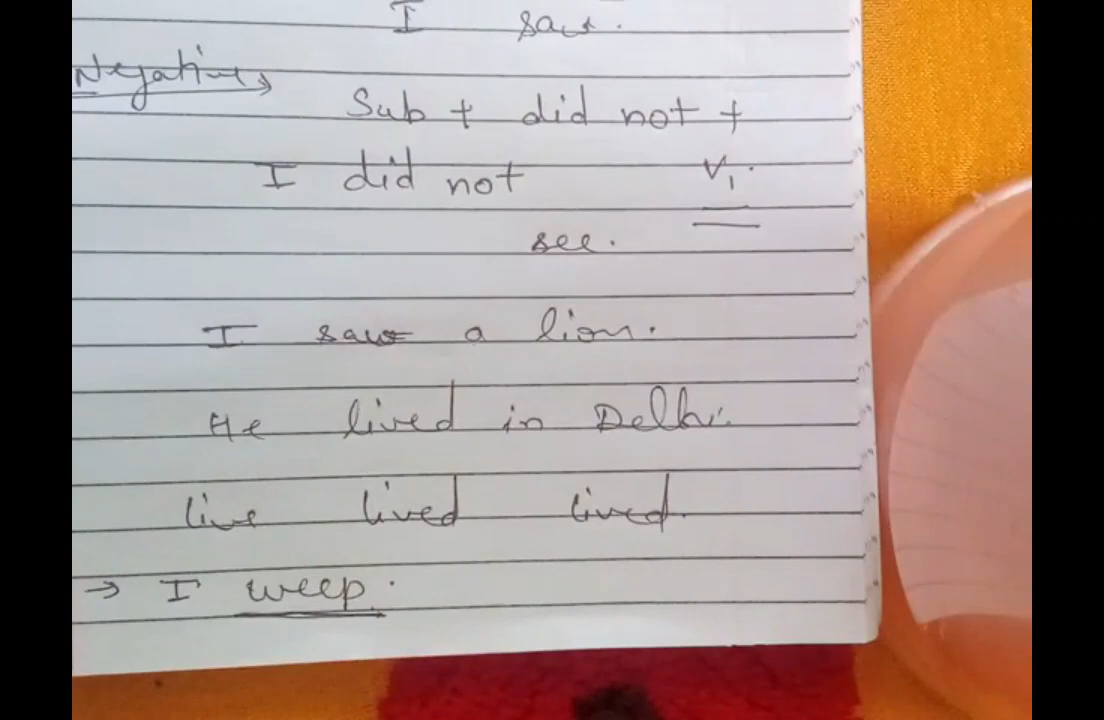 I saw.
Negative →
Sub + did not +
I did not V1.
see.
I saw a lion.
He lived in Delhi.
live lived lived.
→ I weep.